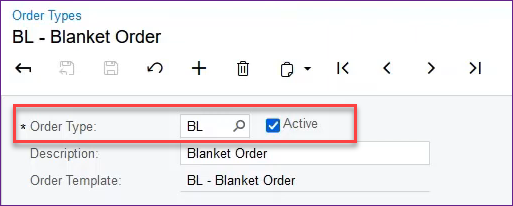 Order Types
BL - Blanket Order
* Order Type: BL Active
Description: Blanket Order
Order Template: BL - Blanket Order